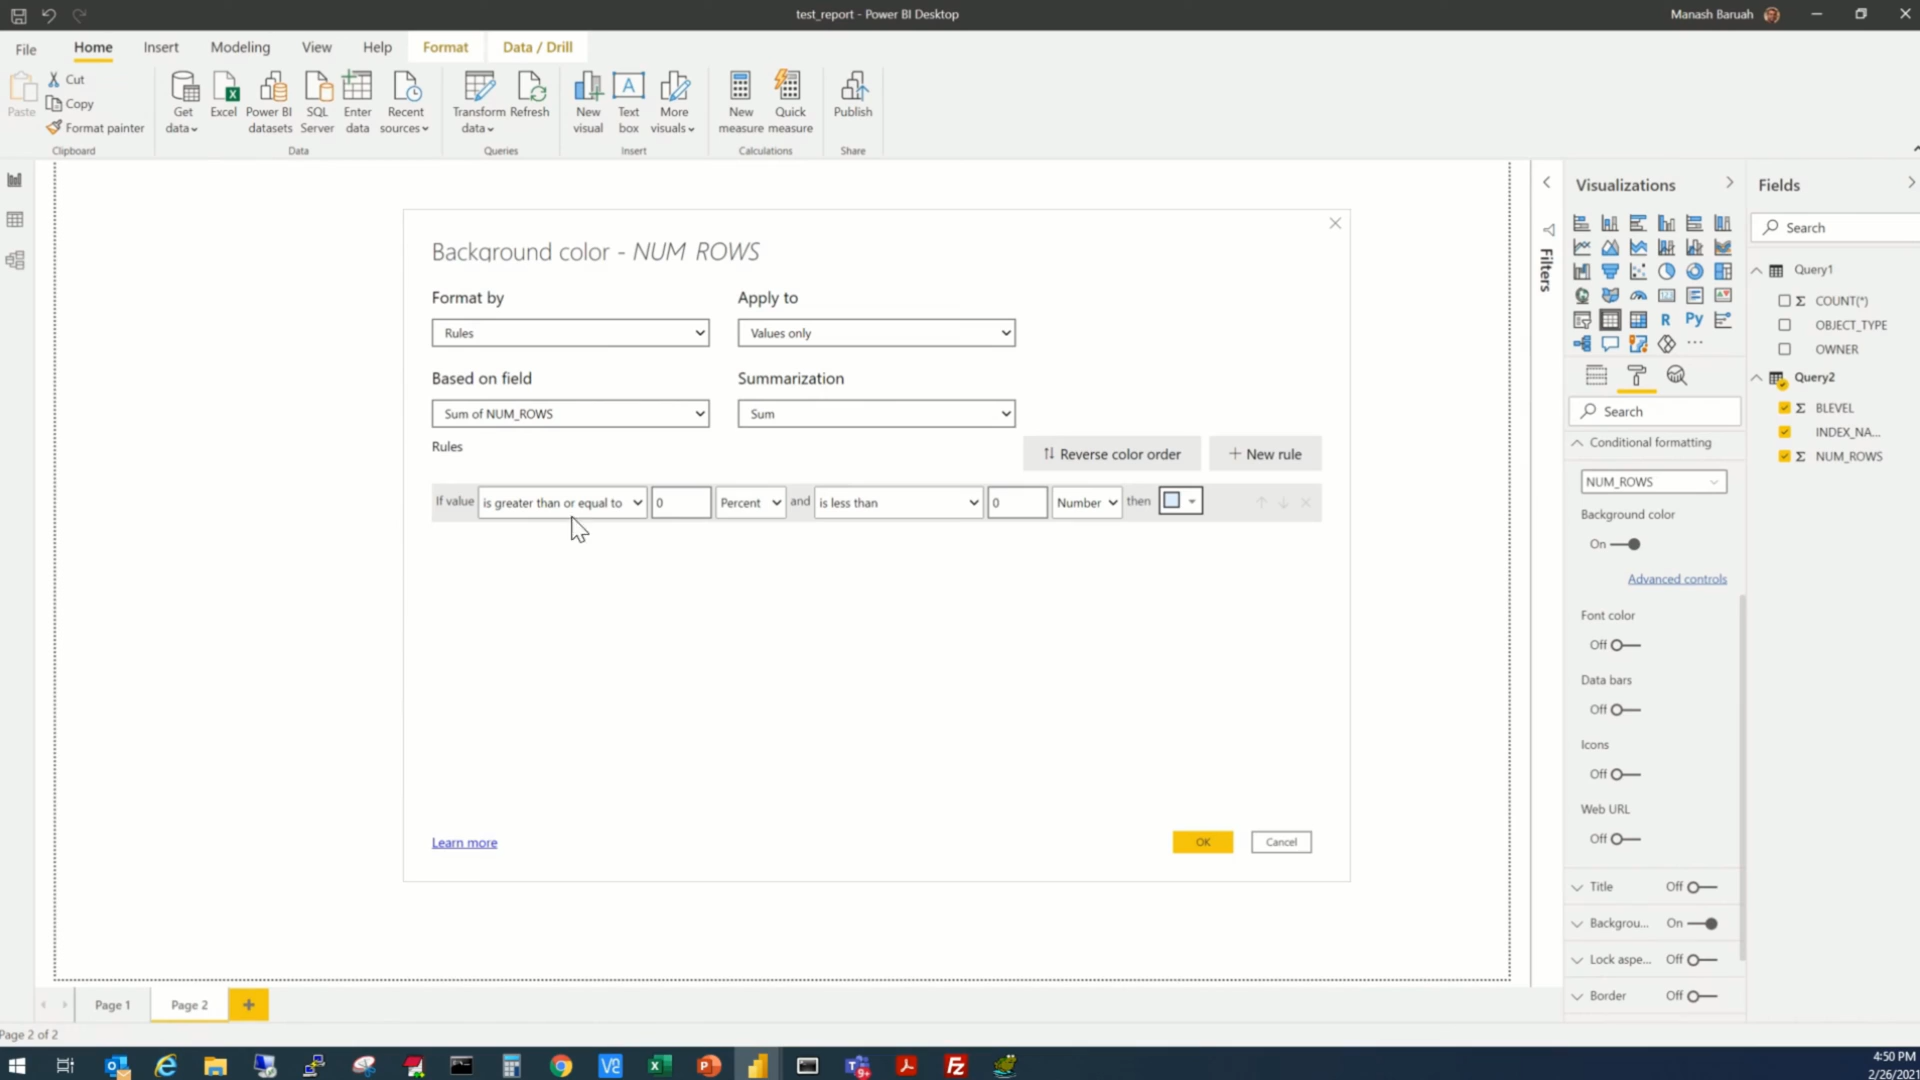 test_report - Power BI Desktop
Manash Baruah
File
Home
Insert
Modeling
View
Help
Format
Data / Drill
Paste
Cut
Copy
Format painter
Clipboard
Get data
Excel
Power BI datasets
SQL Server
Enter data
Recent sources
Data
Transform data
Refresh
Queries
New visual
Text box
More visuals
Insert
New measure
Quick measure
Calculations
Publish
Share
Background color - NUM_ROWS
Format by
Apply to
Rules
Values only
Based on field
Summarization
Sum of NUM_ROWS
Sum
Rules
Reverse color order
New rule
If value
is greater than or equal to
0
Percent
and
is less than
0
Number
then
Learn more
OK
Cancel
Filters
Visualizations
R
Py
Search
Conditional formatting
NUM_ROWS
Background color
On
Advanced controls
Font color
Off
Data bars
Off
Icons
Off
Web URL
Off
Title
Off
Backgrou...
On
Lock aspe...
Off
Border
Off
Fields
Search
Query1
COUNT(*)
OBJECT_TYPE
OWNER
Query2
BLEVEL
INDEX_NA...
NUM_ROWS
Page 1
Page 2
Page 2 of 2
4:50 PM
2/26/2021